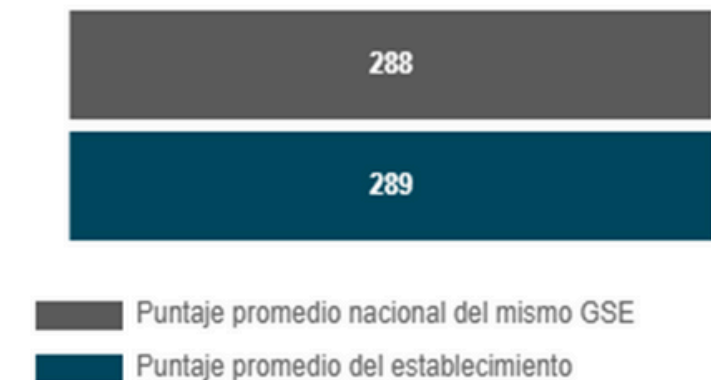 288
289
Puntaje promedio nacional del mismo GSE
Puntaje promedio del establecimiento